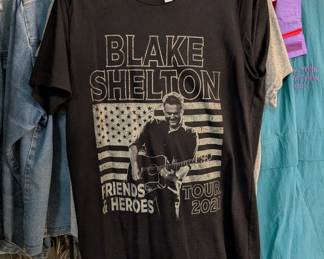 BLAKE
SHELTON
FRIENDS TOUR
& HEROES 2021